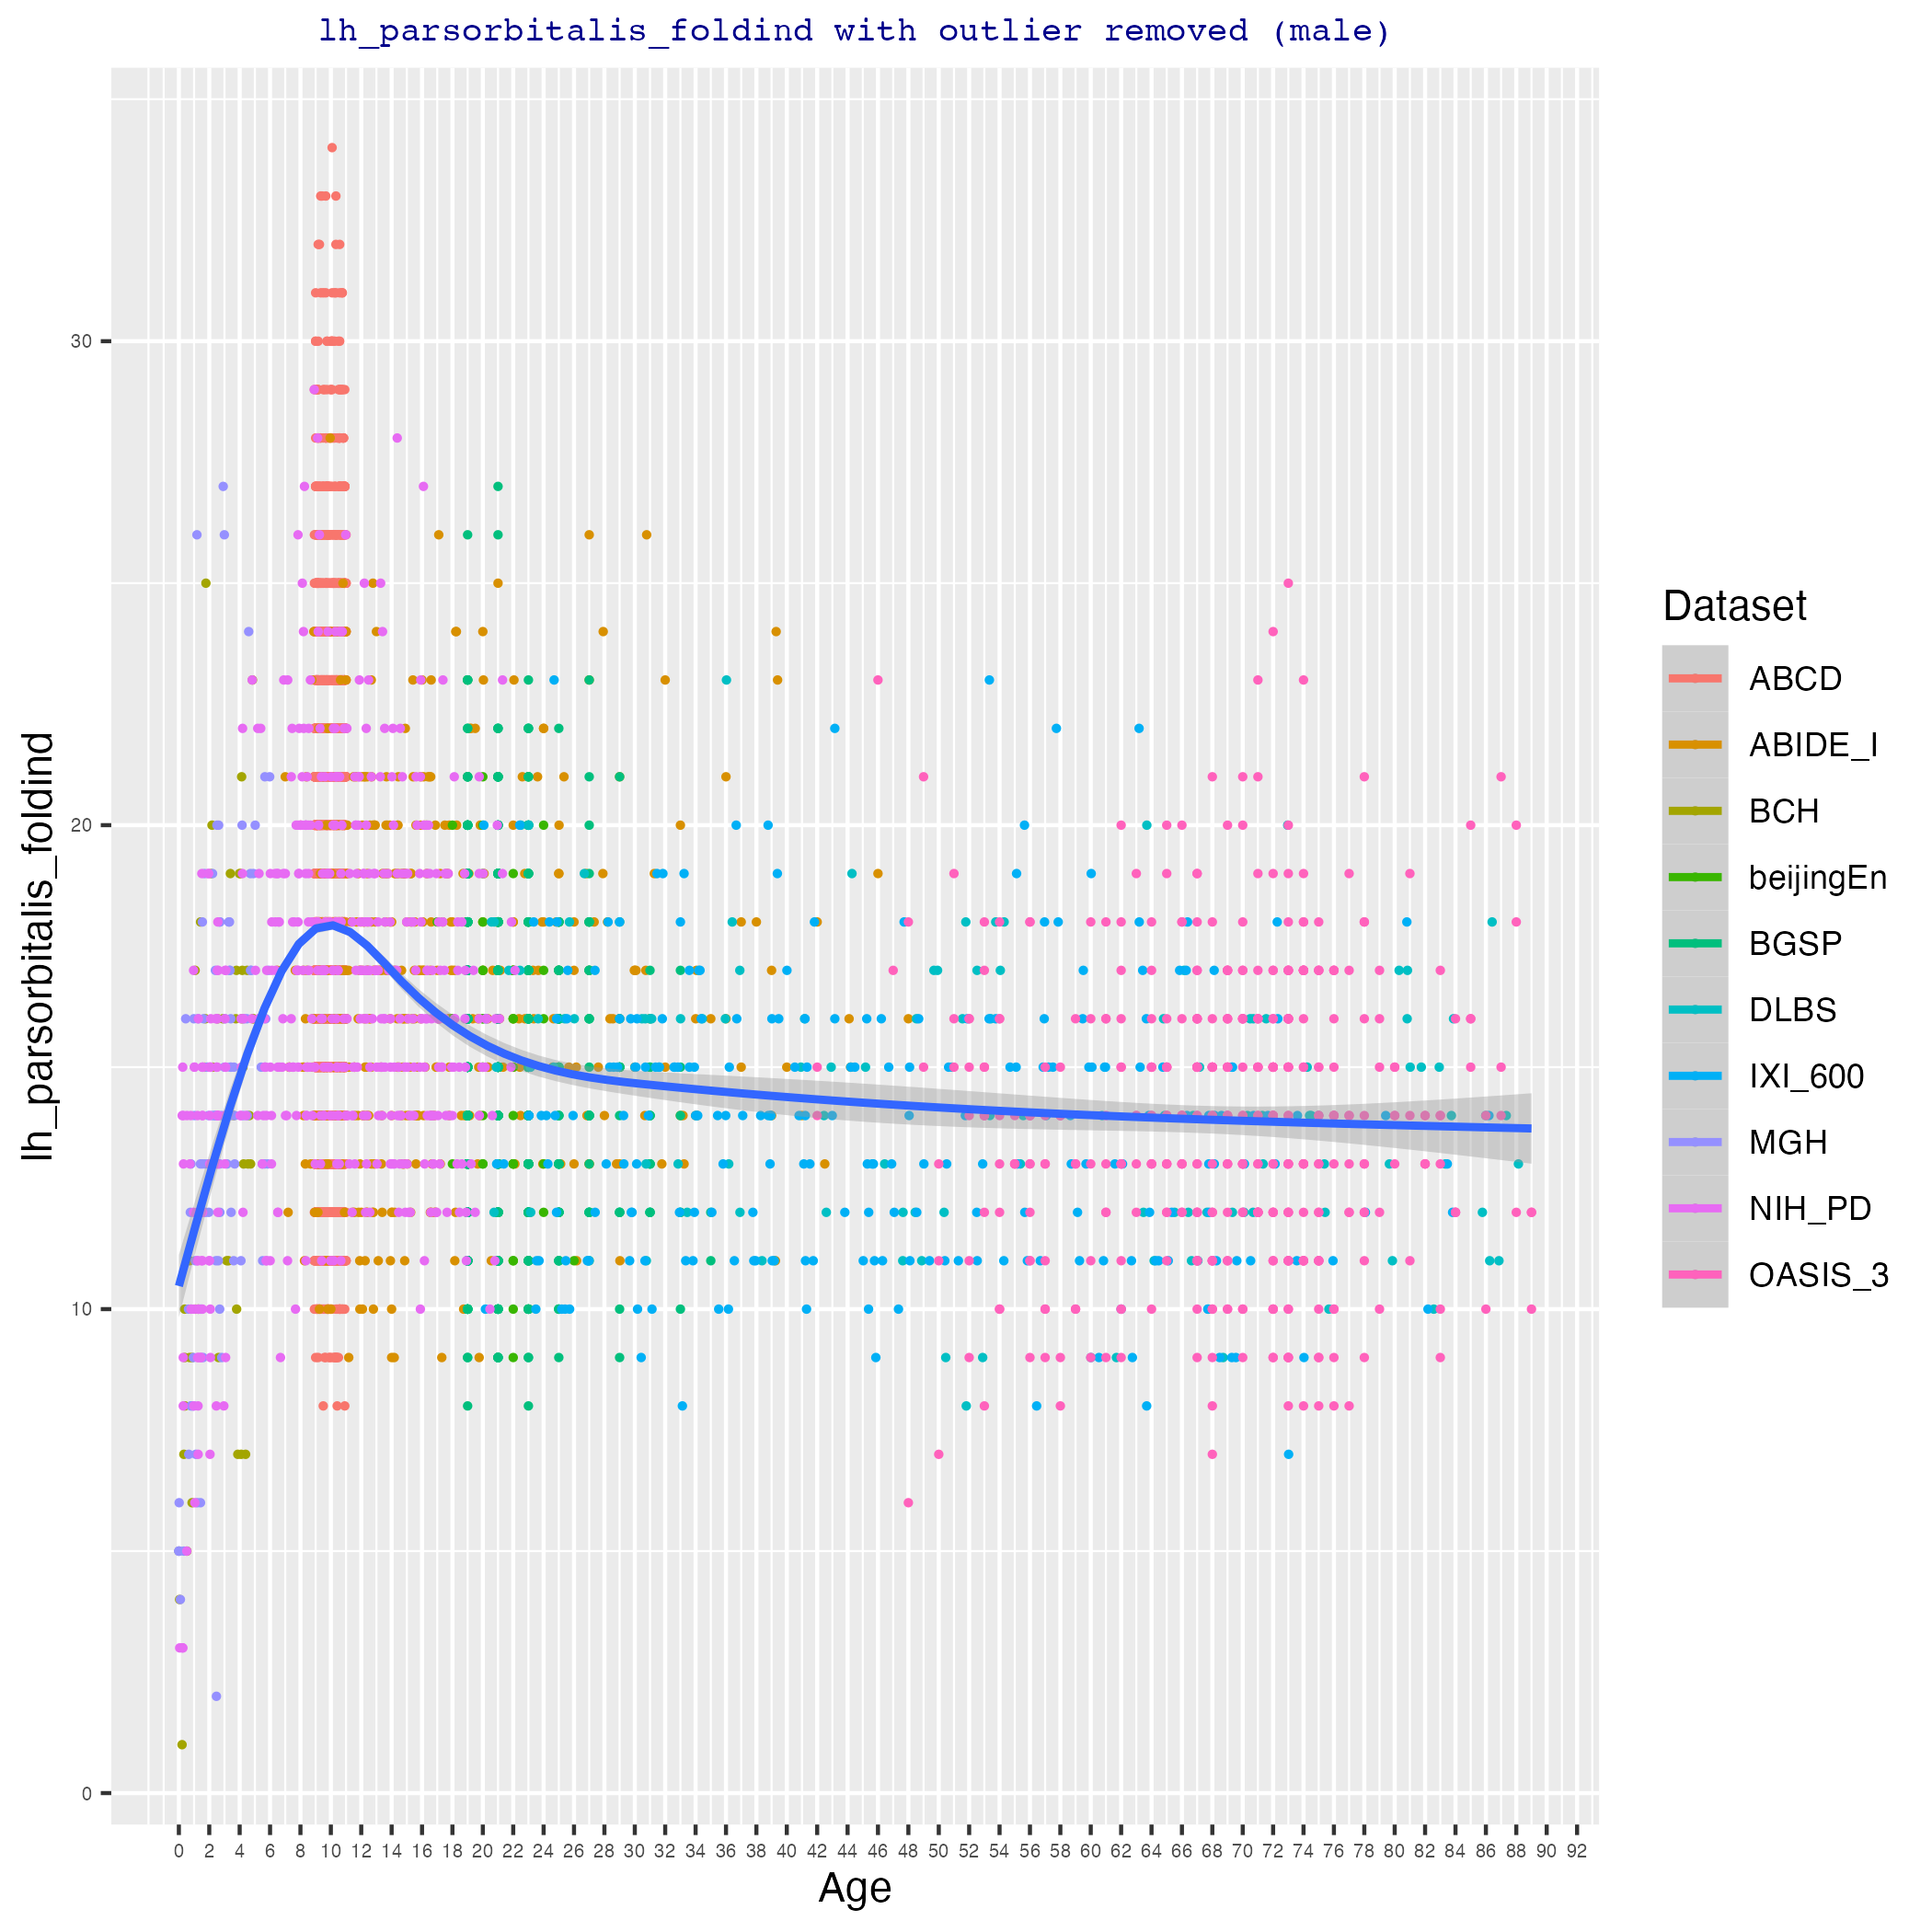 lh_parsorbitalis_foldind with outlier removed (male)
lh_parsorbitalis_foldind
30
20
10
0
0 2 4 6 8 10 12 14 16 18 20 22 24 26 28 30 32 34 36 38 40 42 44 46 48 50 52 54 56 58 60 62 64 66 68 70 72 74 76 78 80 82 84 86 88 90 92
Age
Dataset
ABCD
ABIDE_I
BCH
beijingEn
BGSP
DLBS
IXI_600
MGH
NIH_PD
OASIS_3